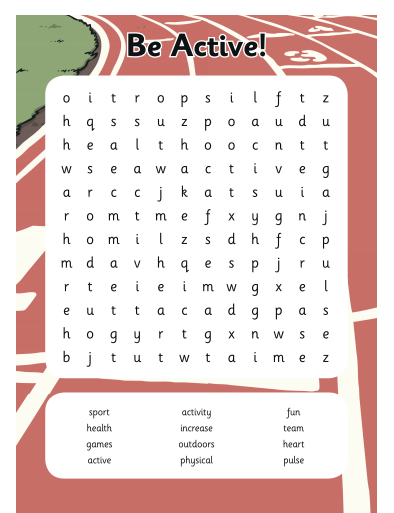 Be Active!
o i t r o p s i l f t z
h q s s u z p o a u d u
h e a l t h o o c n t t
w s e a w a c t i v e g
a r c c j k a t s u i a
r o m t m e f x y g n j
h o m i l z s d h f c p
m d a v h q e s p j r u
r t e i e i m w g x e l
e u t t a c a d g p a s
h o g y r t g x n w s e
b j t u t w t a i m e z
sport activity fun
health increase team
games outdoors heart
active physical pulse